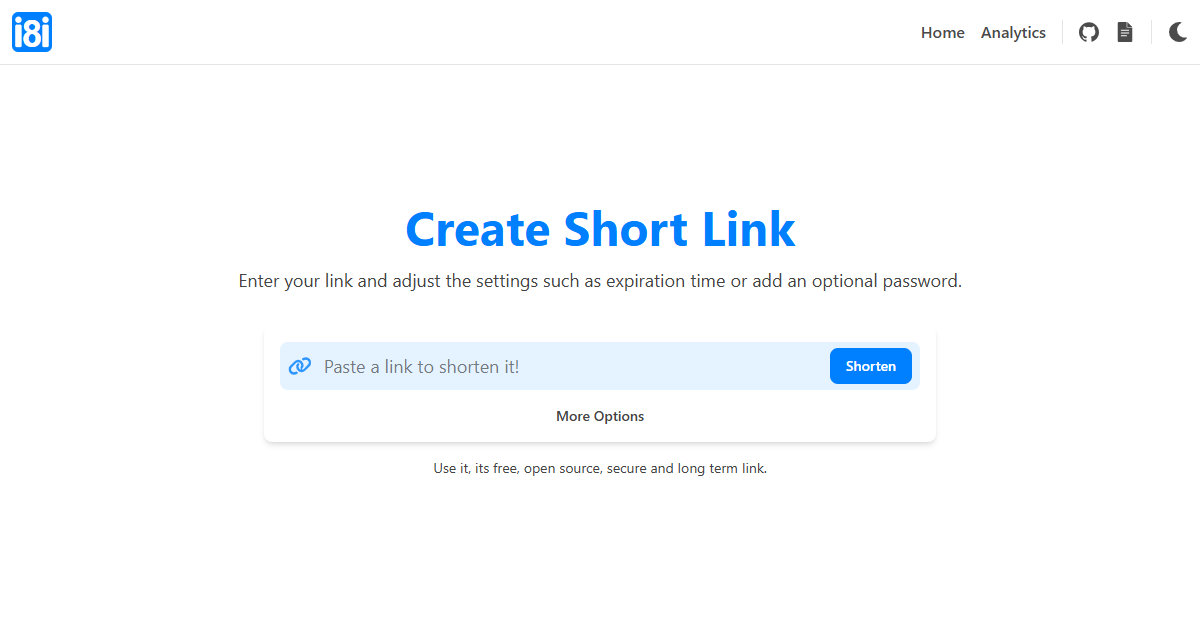 i8i
Home Analytics
Create Short Link
Enter your link and adjust the settings such as expiration time or add an optional password.
Paste a link to shorten it! Shorten
More Options
Use it, its free, open source, secure and long term link.